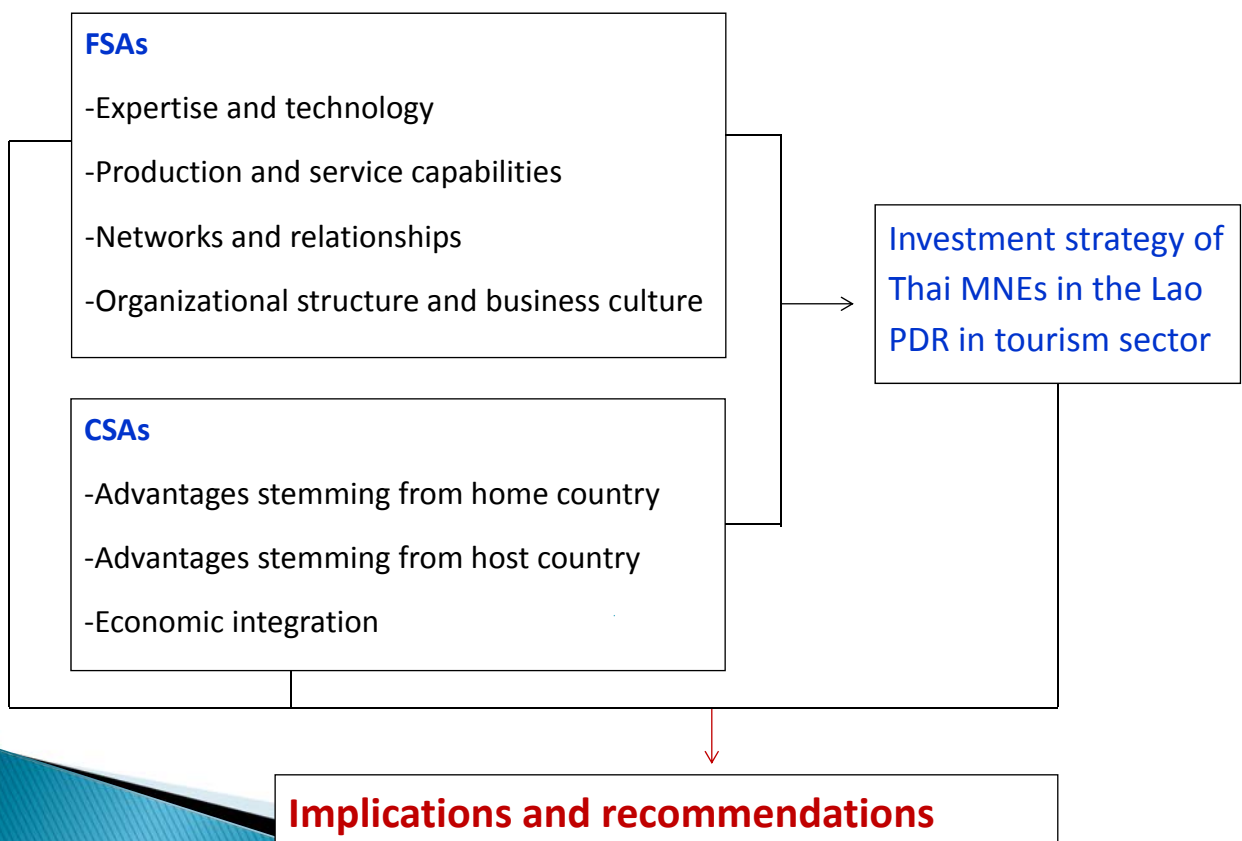 FSAs
-Expertise and technology
-Production and service capabilities
-Networks and relationships
-Organizational structure and business culture
Investment strategy of
Thai MNEs in the Lao
PDR in tourism sector
CSAs
-Advantages stemming from home country
-Advantages stemming from host country
-Economic integration
Implications and recommendations